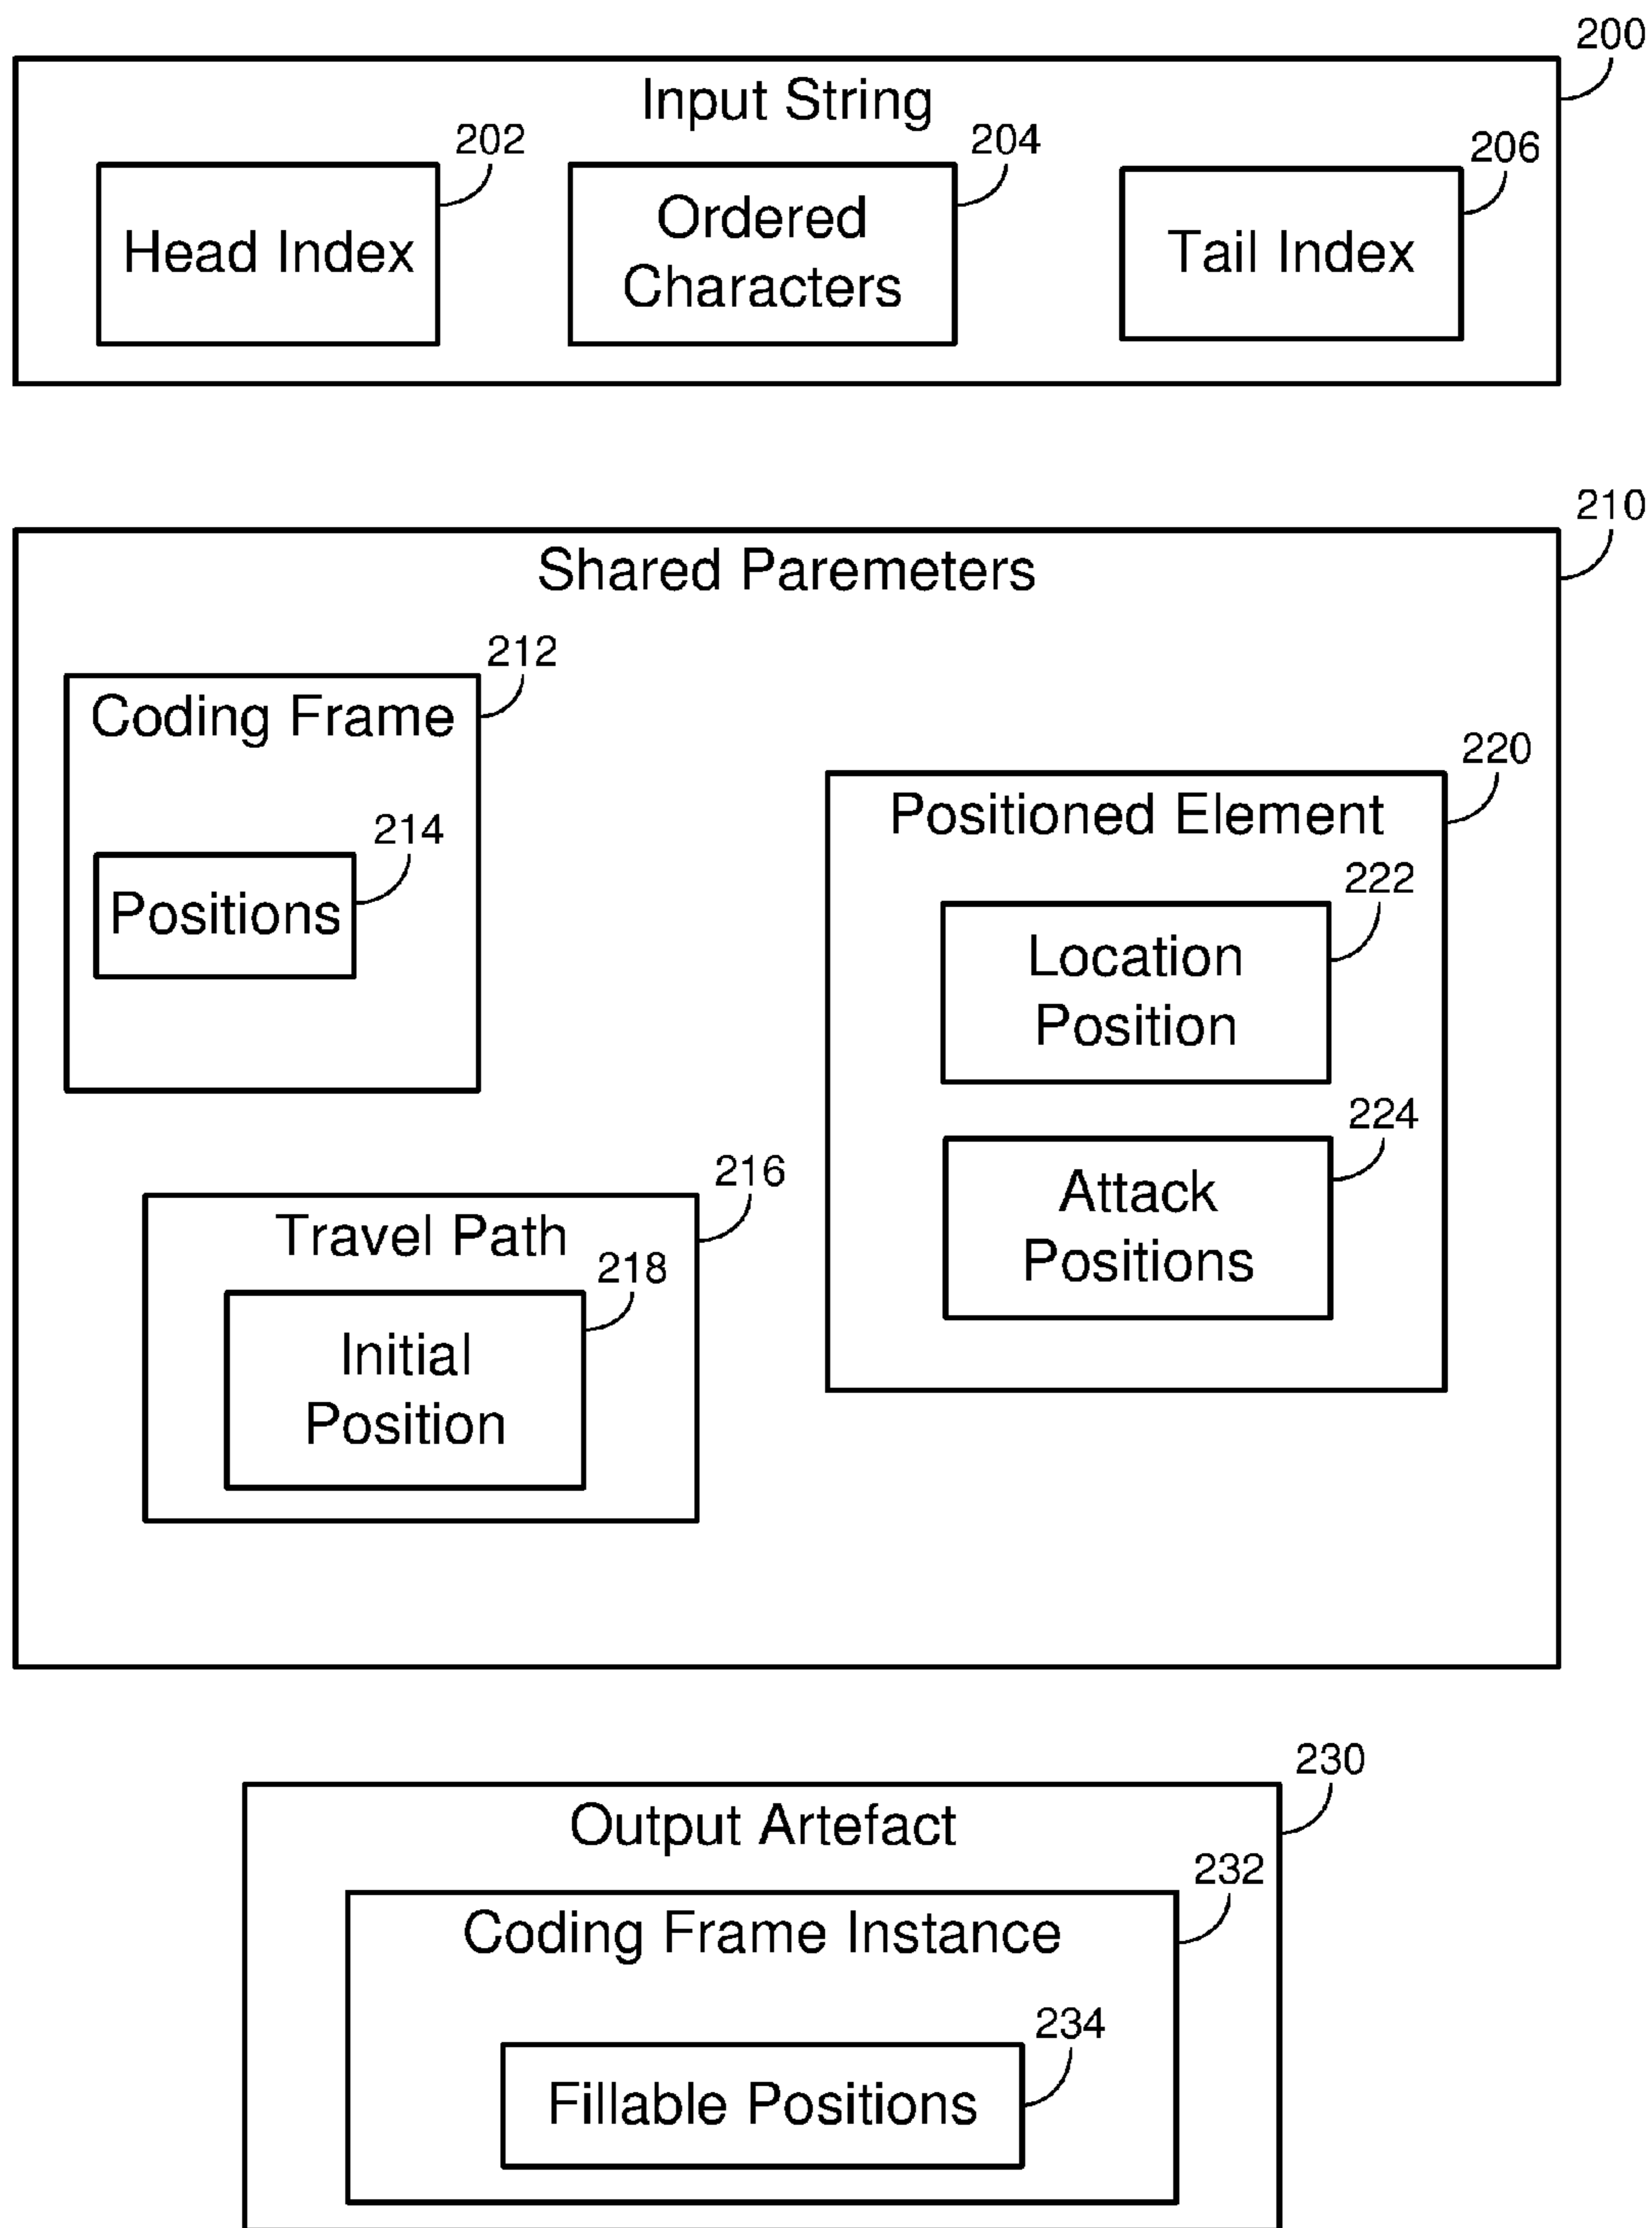 200
Input String
202
204
206
Head Index
Ordered
Characters
Tail Index
210
Shared Paremeters
212
Coding Frame
214
Positions
220
Positioned Element
222
Location
Position
224
Attack
Positions
216
Travel Path
218
Initial
Position
230
Output Artefact
232
Coding Frame Instance
234
Fillable Positions